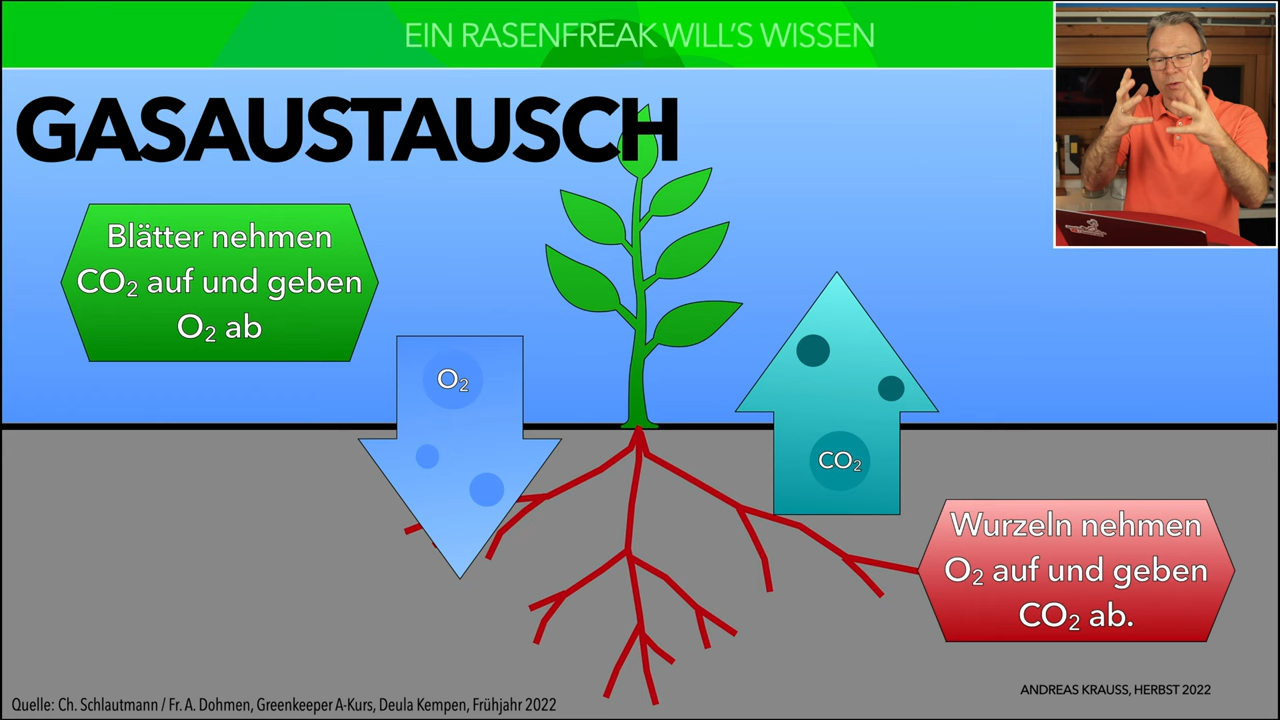 EIN RASENFREAK WILL'S WISSEN
GASAUSTAUSCH
Blätter nehmen
CO₂ auf und geben
O₂ ab
O₂
CO₂
Wurzeln nehmen
O₂ auf und geben
CO₂ ab.
ANDREAS KRAUSS, HERBST 2022
Quelle: Ch. Schlautmann / Fr. A. Dohmen, Greenkeeper A-Kurs, Deula Kempen, Frühjahr 2022